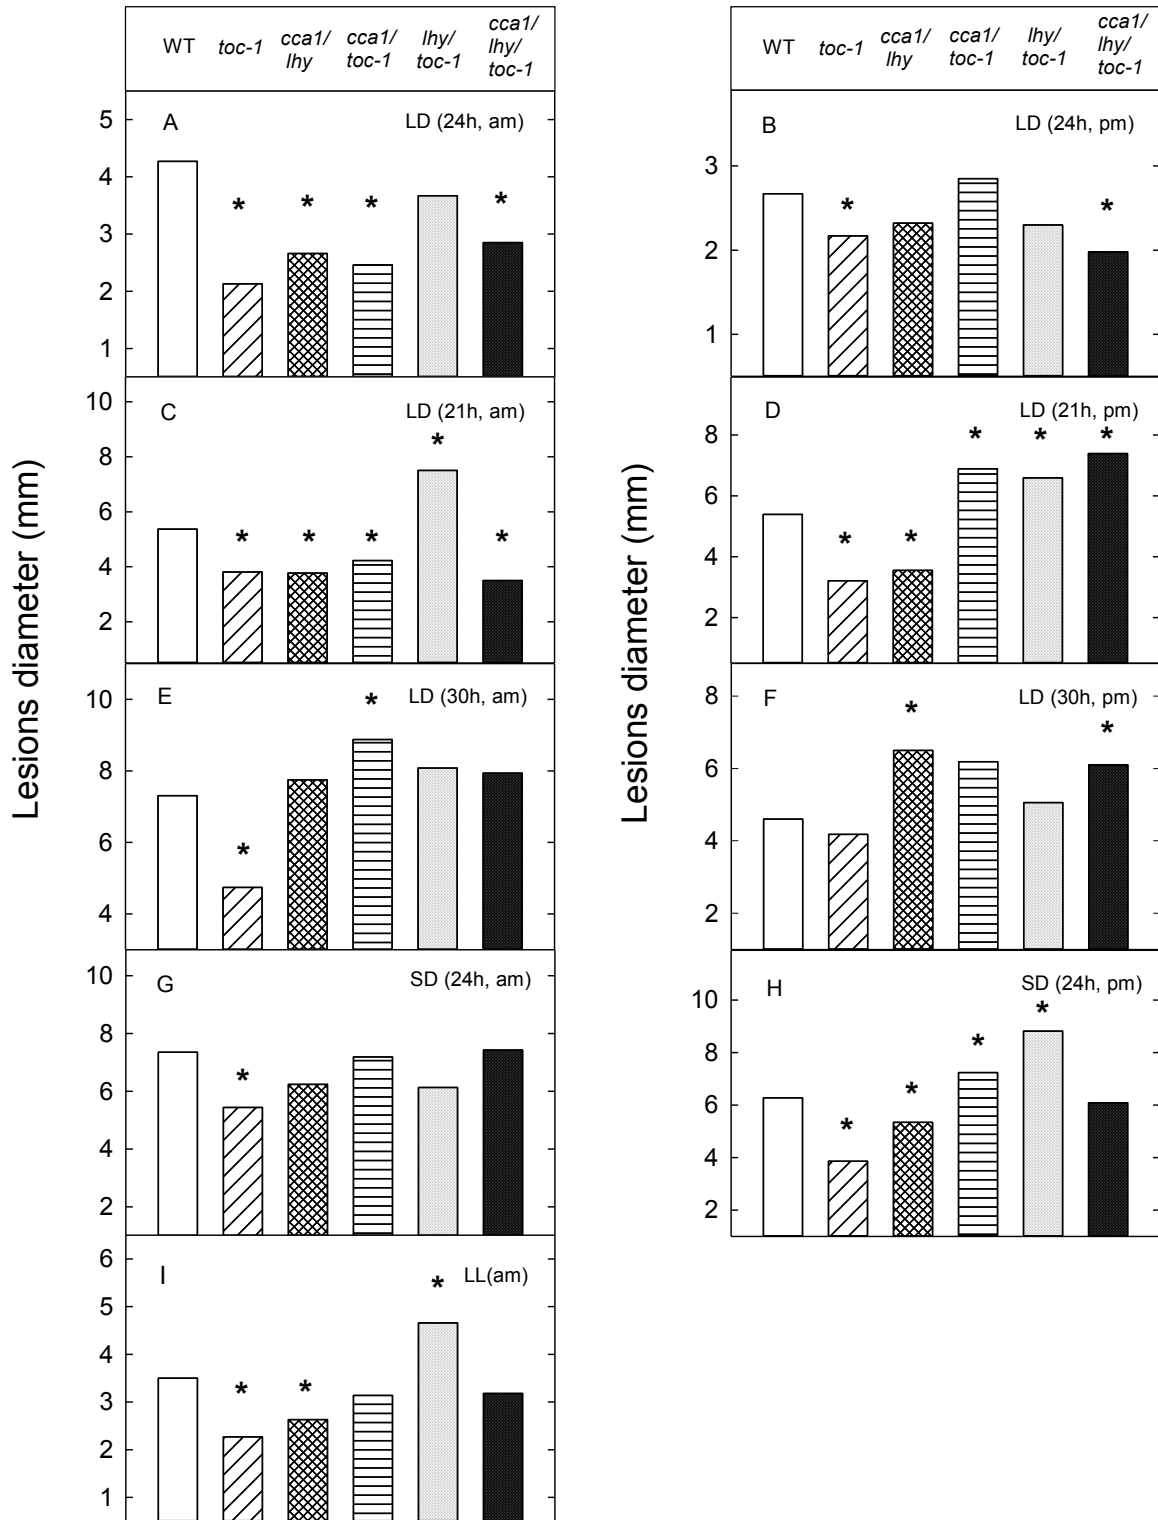 WT toc-1 cca1/ lhy cca1/ toc-1 lhy/ toc-1 cca1/ lhy/ toc-1
WT toc-1 cca1/ lhy cca1/ toc-1 lhy/ toc-1 cca1/ lhy/ toc-1
Lesions diameter (mm)
A LD (24h, am)
5
4
3
2
1
* * * *
C LD (21h, am)
10
8
6
4
2
* * * * *
E LD (30h, am)
10
8
6
4
* *
G SD (24h, am)
10
8
6
4
2
*
I LL(am)
6
5
4
3
2
1
* * *
Lesions diameter (mm)
B LD (24h, pm)
3
2
1
* *
D LD (21h, pm)
8
6
4
2
* * * * *
F LD (30h, pm)
8
6
4
2
* *
H SD (24h, pm)
10
8
6
4
2
* * * *